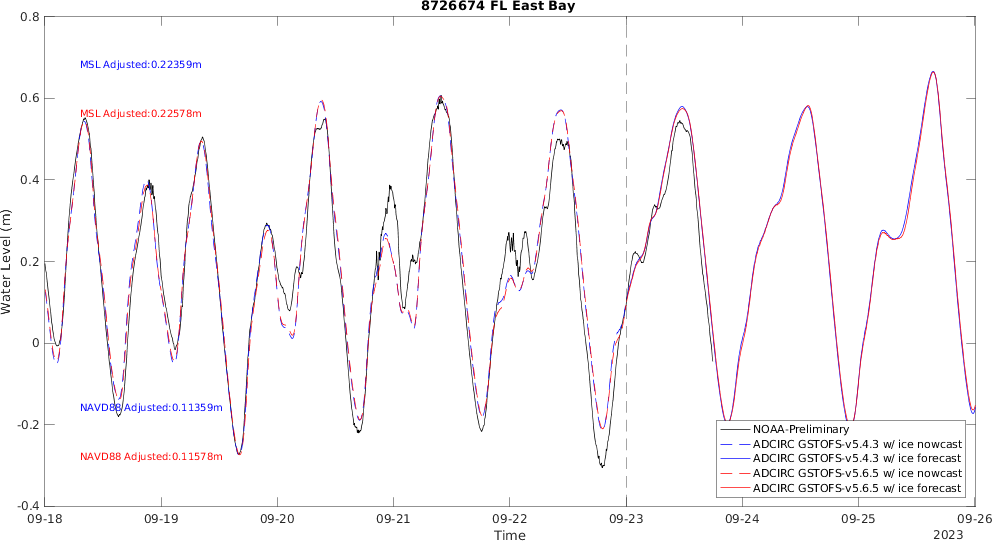 8726674 FL East Bay
0.8
0.6
0.4
0.2
0
-0.2
-0.4
Water Level (m)
MSL Adjusted:0.22359m
MSL Adjusted:0.22578m
NAVD88 Adjusted:0.11359m
NAVD88 Adjusted:0.11578m
NOAA-Preliminary
ADCIRC GSTOFS-v5.4.3 w/ ice nowcast
ADCIRC GSTOFS-v5.4.3 w/ ice forecast
ADCIRC GSTOFS-v5.6.5 w/ ice nowcast
ADCIRC GSTOFS-v5.6.5 w/ ice forecast
09-18 09-19 09-20 09-21 09-22 09-23 09-24 09-25 09-26
Time
2023